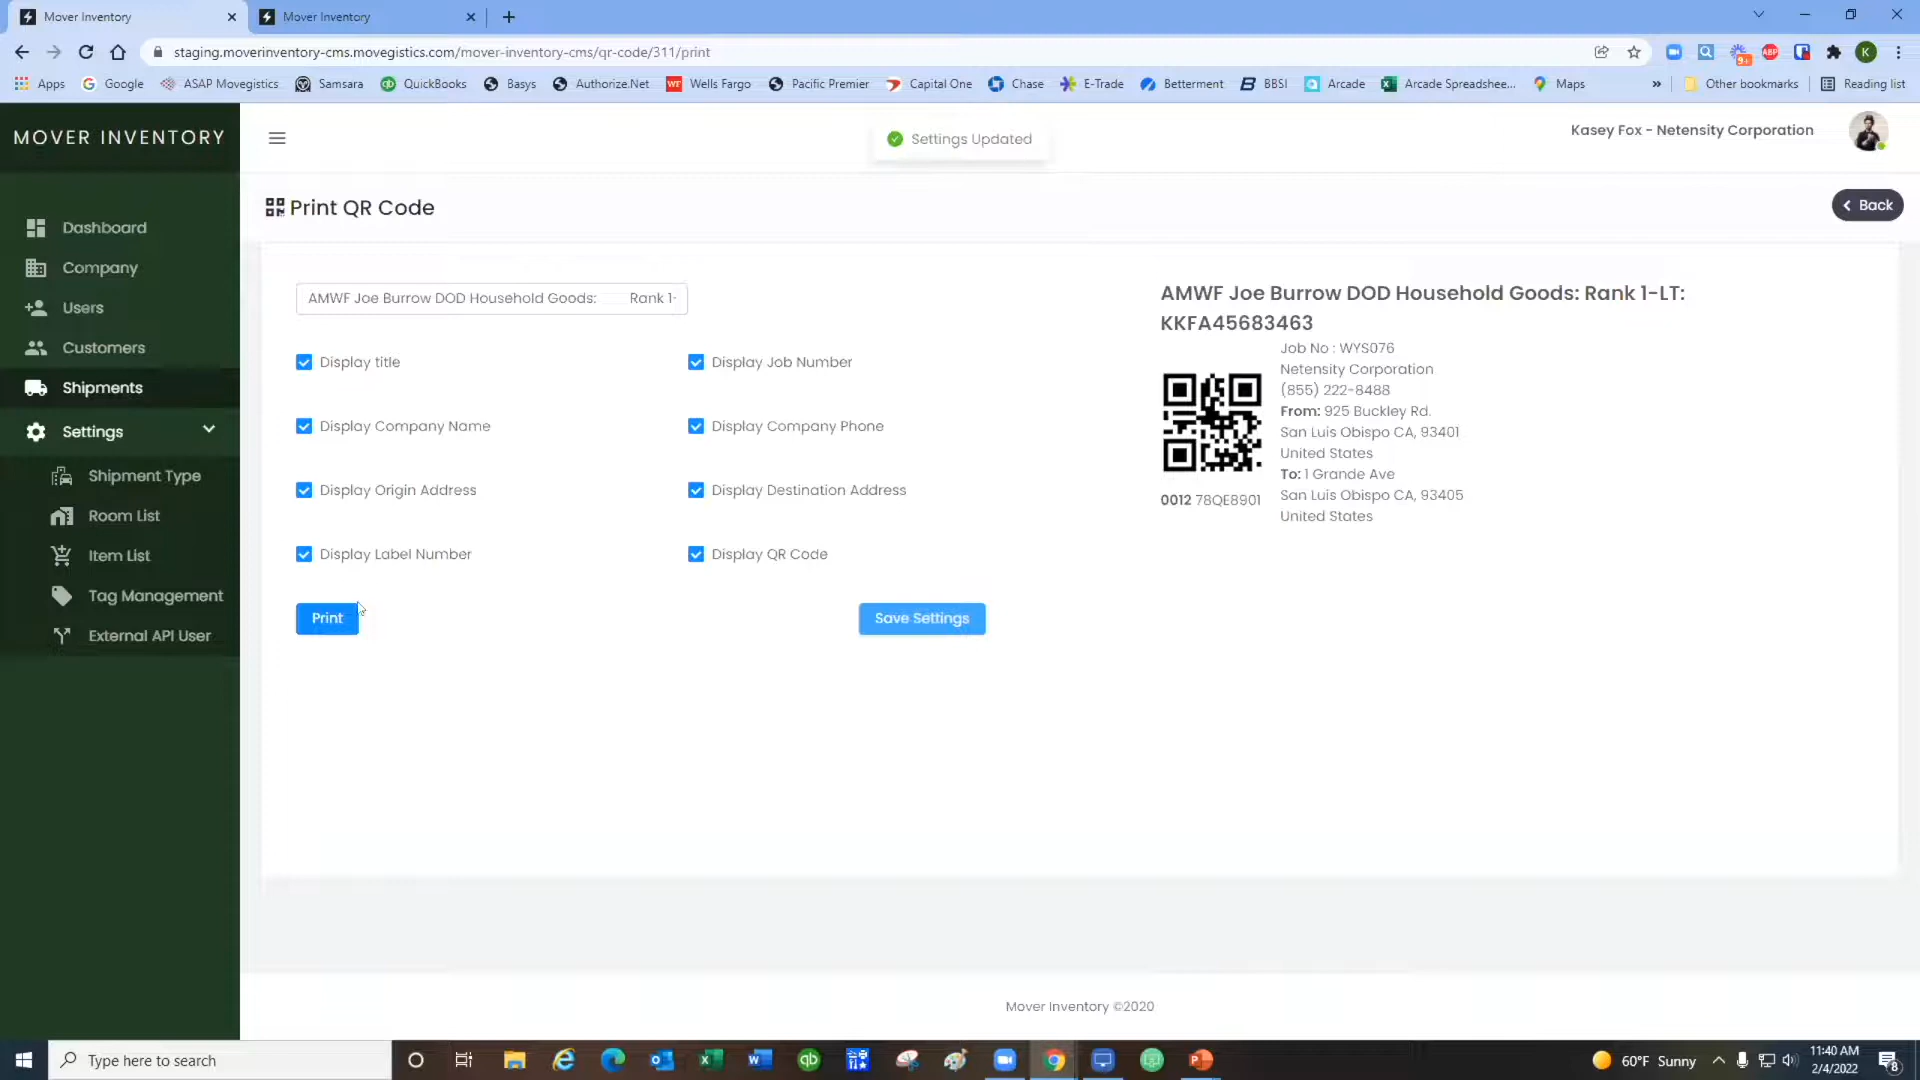 Mover Inventory
Mover Inventory
staging.moverinventory-cms.movegistics.com/mover-inventory-cms/qr-code/311/print
9+
ABP
K
Apps
Google
ASAP Movegistics
Samsara
QuickBooks
Basys
Authorize.Net
WF
Wells Fargo
Pacific Premier
Capital One
Chase
E-Trade
Betterment
BBSI
Arcade
Arcade Spreadshee...
Maps
»
Other bookmarks
Reading list
MOVER INVENTORY
Settings Updated
Kasey Fox - Netensity Corporation
Dashboard
Company
Users
Customers
Shipments
Settings
Shipment Type
Room List
Item List
Tag Management
External API User
Print QR Code
Back
AMWF Joe Burrow DOD Household Goods: Rank 1-
Display title
Display Job Number
Display Company Name
Display Company Phone
Display Origin Address
Display Destination Address
Display Label Number
Display QR Code
Print
Save Settings
AMWF Joe Burrow DOD Household Goods: Rank 1-LT:
KKFA45683463
Job No : WYS076
Netensity Corporation
(855) 222-8488
From: 925 Buckley Rd.
San Luis Obispo CA, 93401
United States
To: 1 Grande Ave
San Luis Obispo CA, 93405
United States
0012 78QE8901
Mover Inventory ©2020
Type here to search
60°F Sunny
11:40 AM
2/4/2022
8